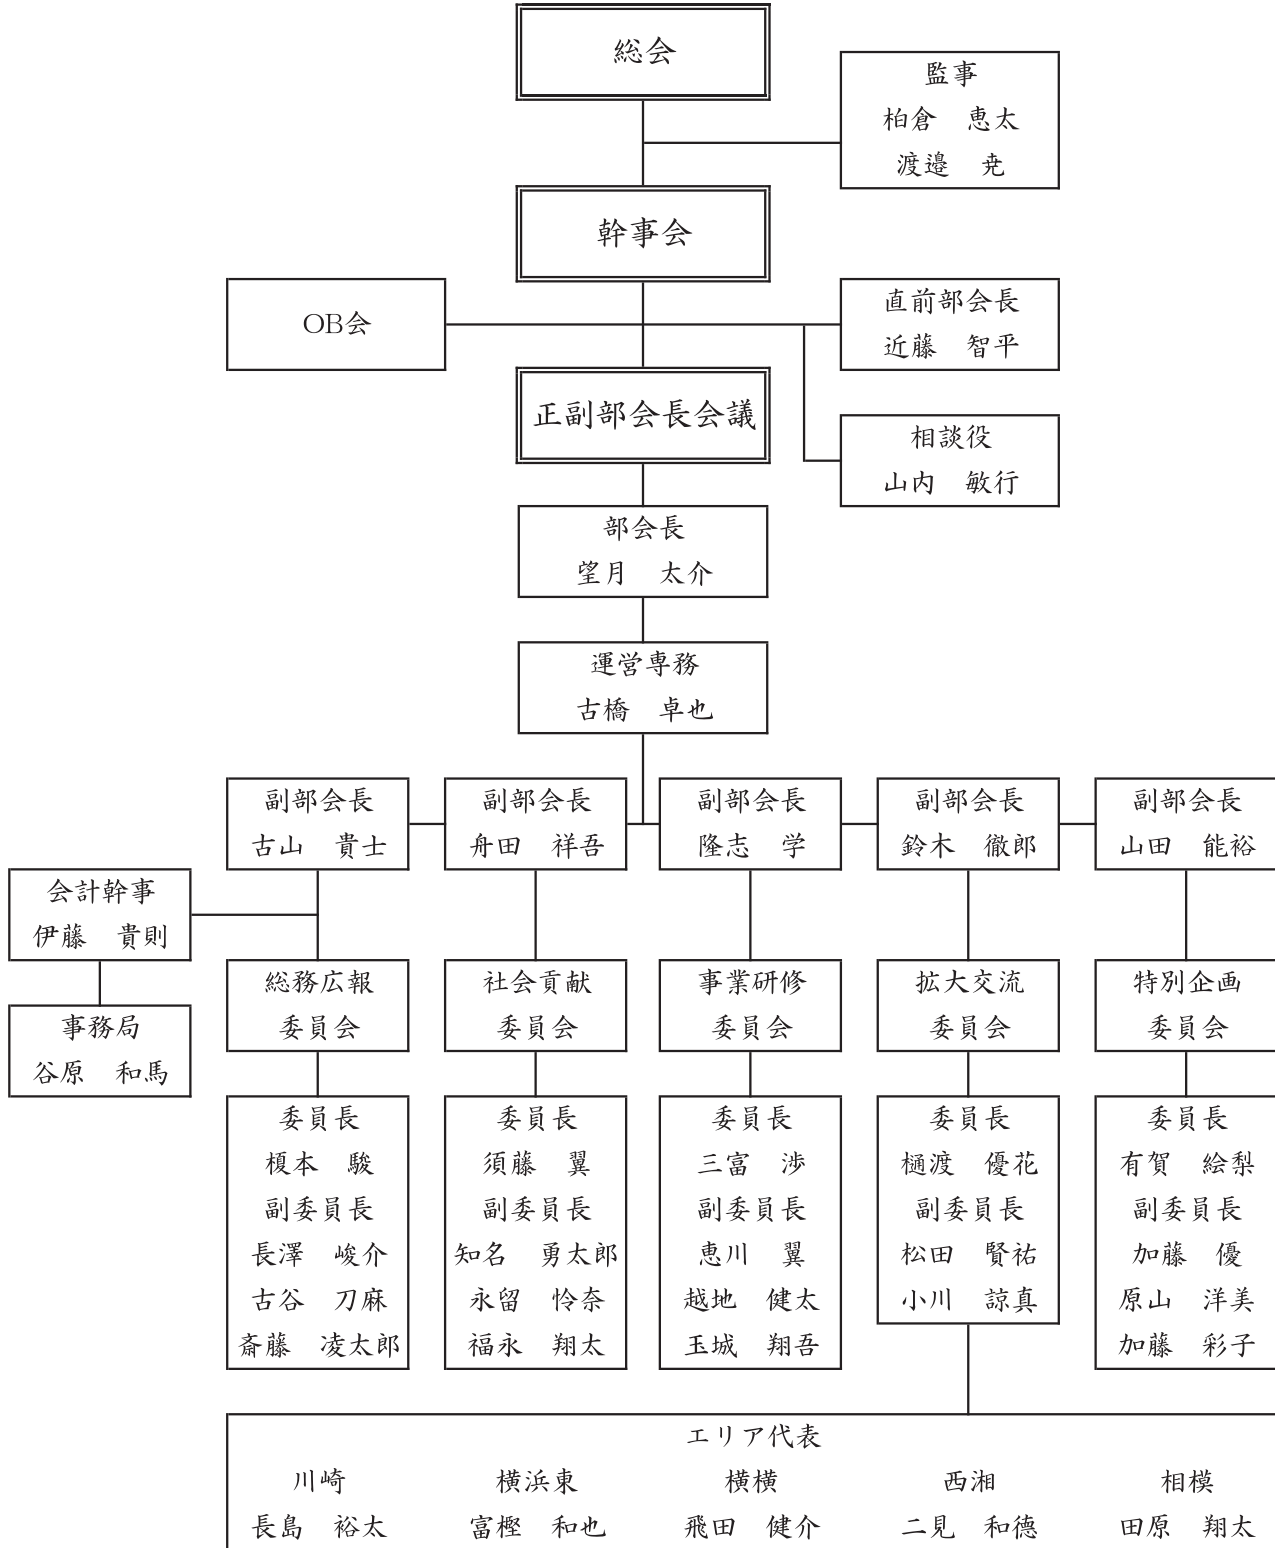 総会
監事
柏倉　恵太
渡邉　尭
幹事会
OB会
直前部会長
近藤　智平
正副部会長会議
相談役
山内　敏行
部会長
望月　太介
運営専務
古橋　卓也
副部会長
古山　貴士
副部会長
舟田　祥吾
副部会長
隆志　学
副部会長
鈴木　徹郎
副部会長
山田　能裕
会計幹事
伊藤　貴則
事務局
谷原　和馬
総務広報
委員会
社会貢献
委員会
事業研修
委員会
拡大交流
委員会
特別企画
委員会
委員長
榎本　駿
副委員長
長澤　峻介
古谷　刀麻
斎藤　凌太郎
委員長
須藤　翼
副委員長
知名　勇太郎
永留　怜奈
福永　翔太
委員長
三富　渉
副委員長
恵川　翼
越地　健太
玉城　翔吾
委員長
樋渡　優花
副委員長
松田　賢祐
小川　諒真
委員長
有賀　絵梨
副委員長
加藤　優
原山　洋美
加藤　彩子
エリア代表
川崎
長島　裕太
横浜東
富樫　和也
横横
飛田　健介
西湘
二見　和徳
相模
田原　翔太